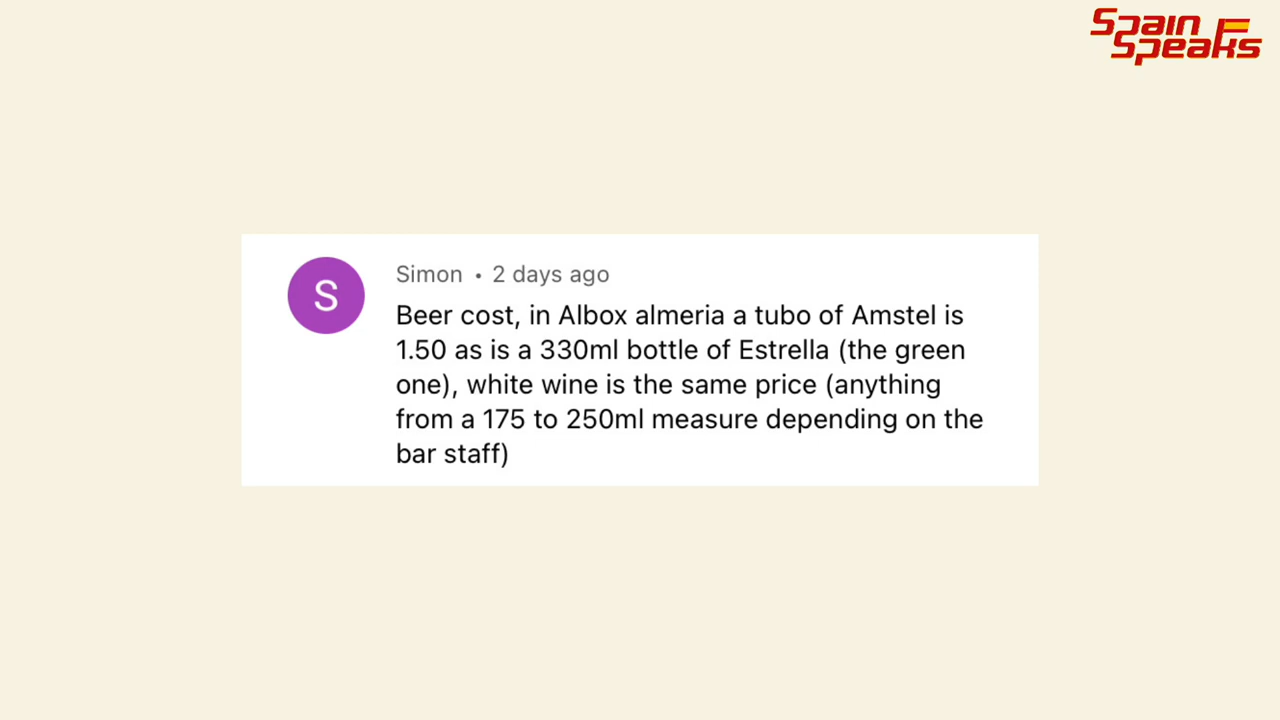 Spain
Speaks
S
Simon • 2 days ago
Beer cost, in Albox almeria a tubo of Amstel is
1.50 as is a 330ml bottle of Estrella (the green
one), white wine is the same price (anything
from a 175 to 250ml measure depending on the
bar staff)